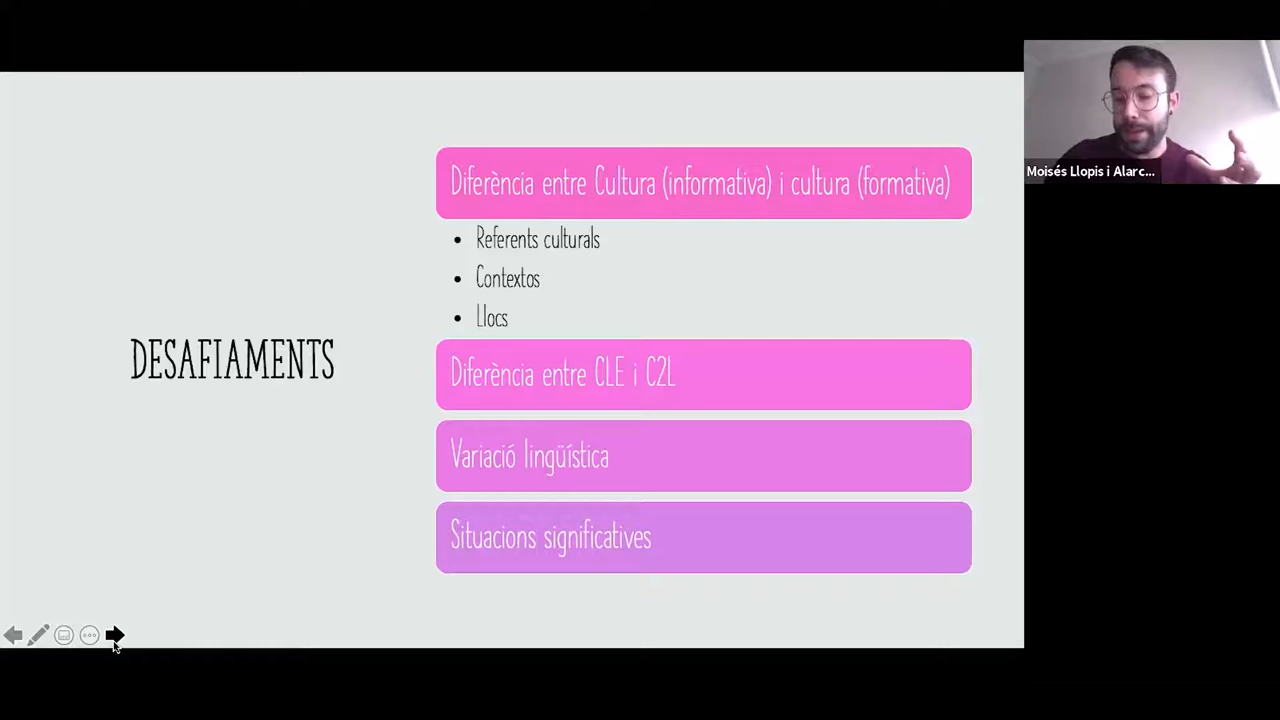 Diferència entre Cultura (informativa) i cultura (formativa)
• Referents culturals
• Contextos
• Llocs
DESAFIAMENTS
Diferència entre CLE i C2L
Variació lingüística
Situacions significatives
Moisés Llopis i Alarc...